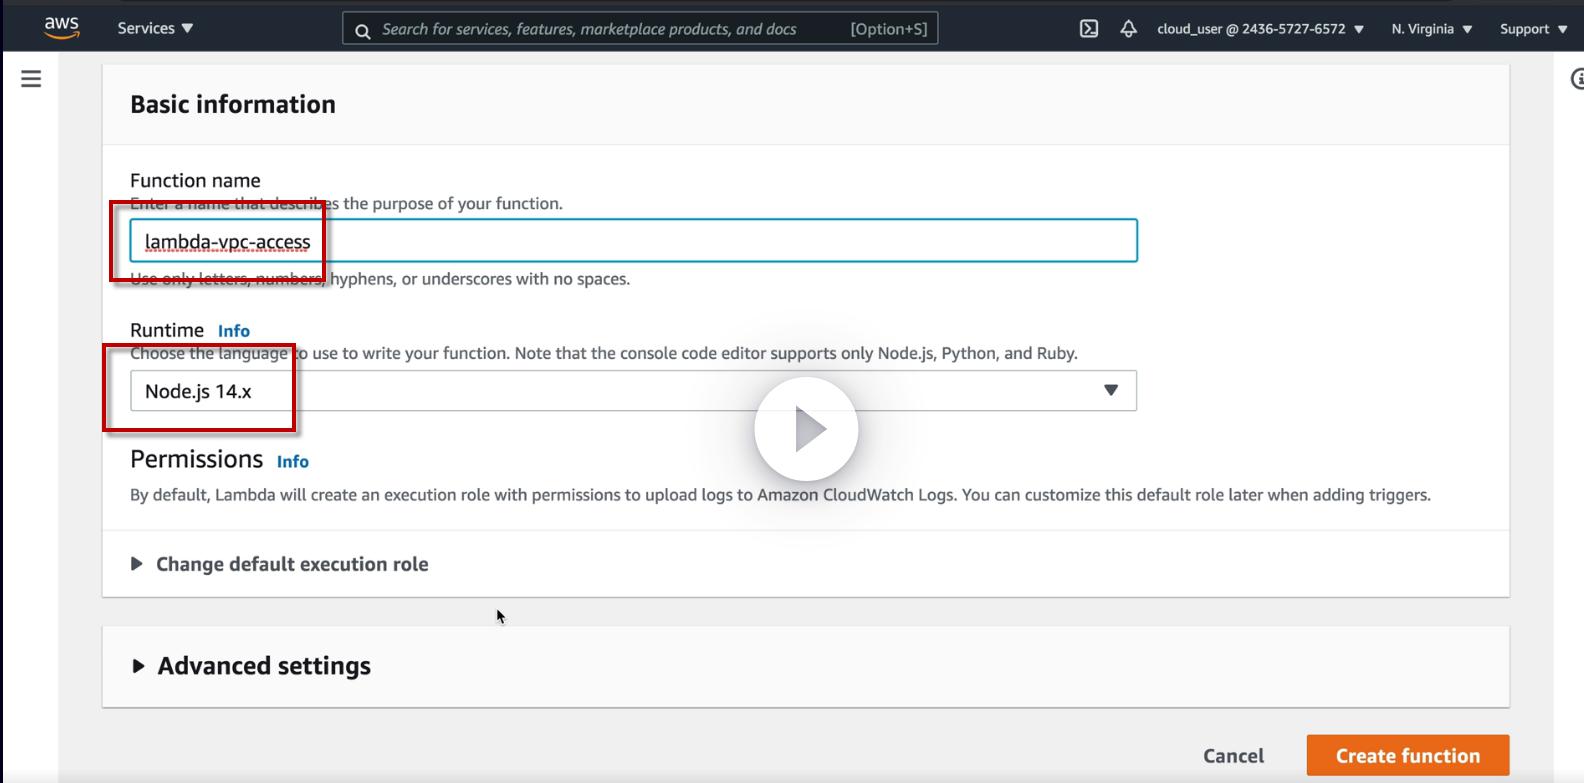 aws
Services
Search for services, features, marketplace products, and docs
[Option+S]
cloud_user @ 2436-5727-6572
N. Virginia
Support
Basic information
Function name
Enter a name that describes the purpose of your function.
lambda-vpc-access
Use only letters, numbers, hyphens, or underscores with no spaces.
Runtime Info
Choose the language to use to write your function. Note that the console code editor supports only Node.js, Python, and Ruby.
Node.js 14.x
Permissions Info
By default, Lambda will create an execution role with permissions to upload logs to Amazon CloudWatch Logs. You can customize this default role later when adding triggers.
Change default execution role
Advanced settings
Cancel
Create function